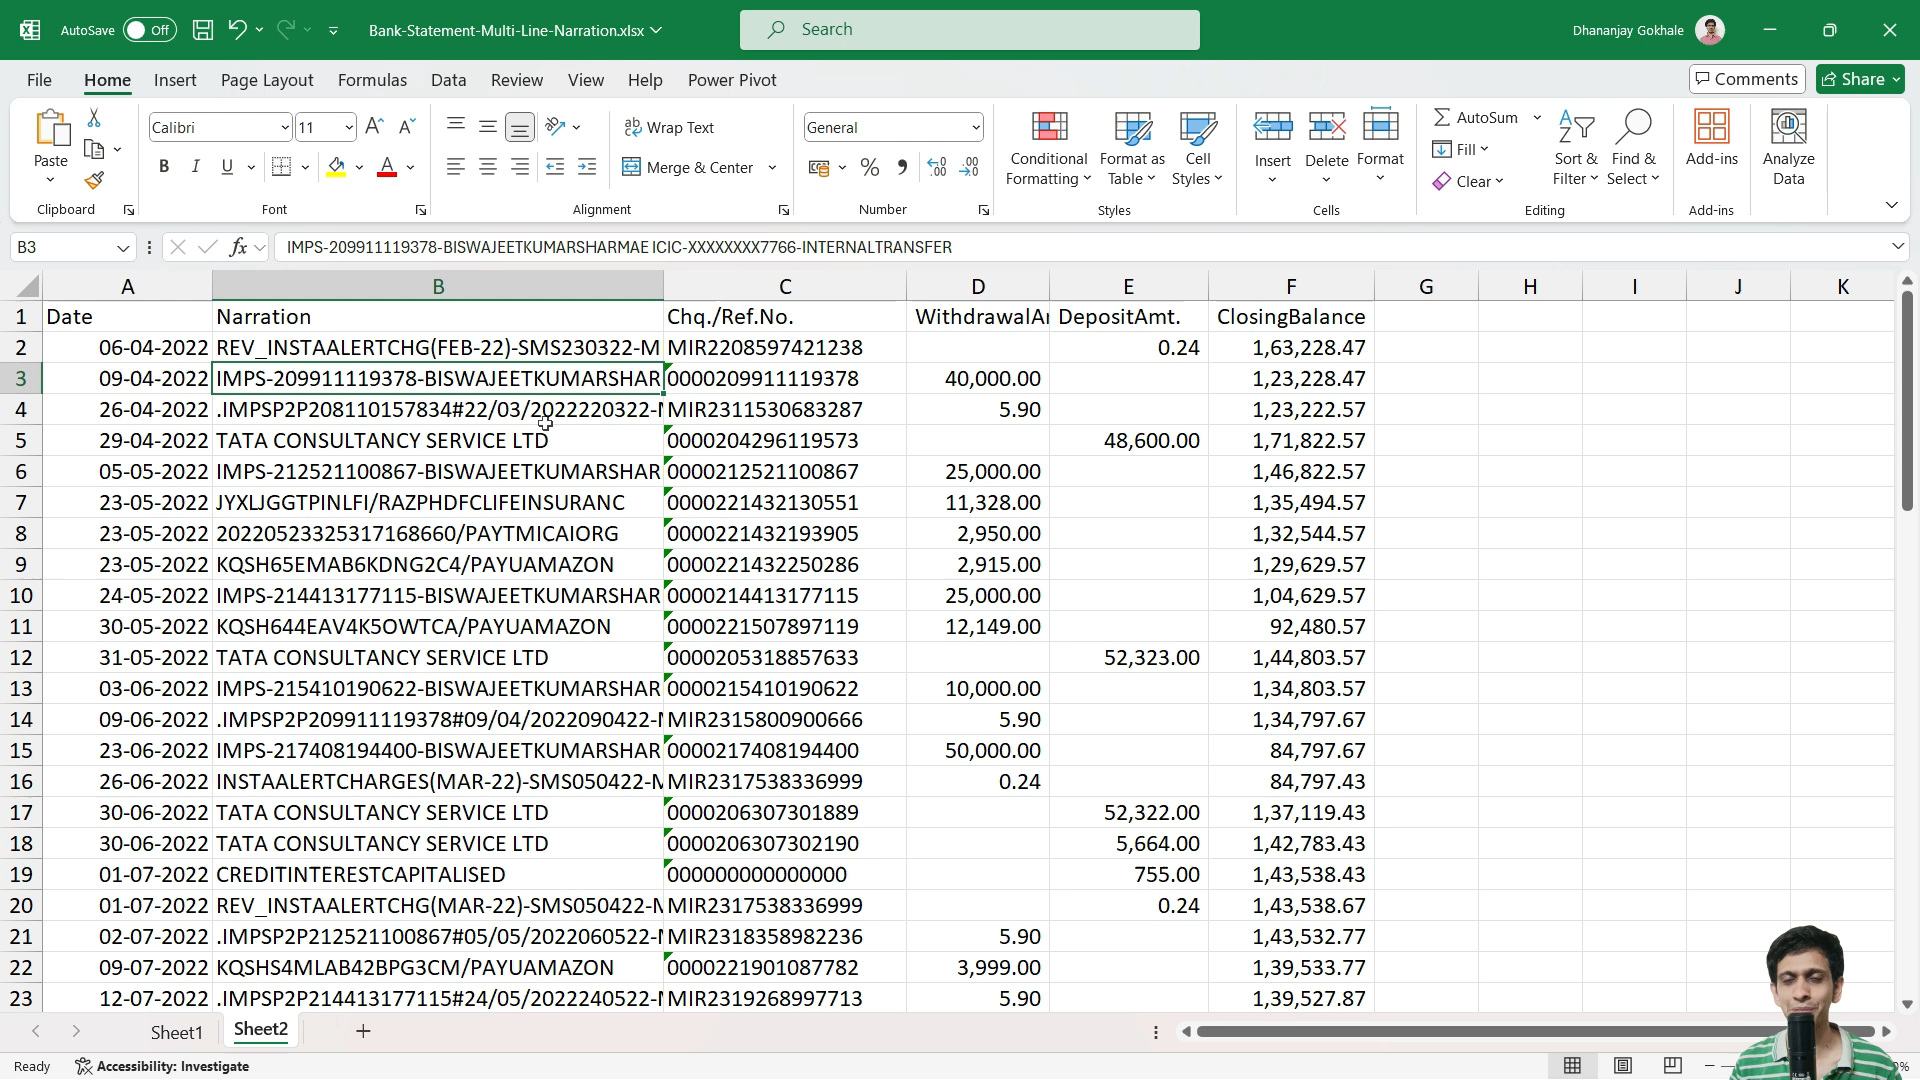 AutoSave Off Bank-Statement-Multi-Line-Narration.xlsx Search Dhananjay Gokhale
File Home Insert Page Layout Formulas Data Review View Help Power Pivot Comments Share
Paste Calibri 11 Wrap Text General Conditional Formatting Format as Table Cell Styles Insert Delete Format AutoSum Sort & Filter Find & Select Add-ins Analyze Data
B I U A Merge & Center % Fill
Clear
Clipboard Font Alignment Number Styles Cells Editing Add-ins
B3 fx IMPS-209911119378-BISWAJEETKUMARSHARMAE ICIC-XXXXXXXX7766-INTERNALTRANSFER
A B C D E F G H I J K
1 Date Narration Chq./Ref.No. WithdrawalAr DepositAmt. ClosingBalance
2 06-04-2022 REV_INSTAALERTCHG(FEB-22)-SMS230322-M MIR2208597421238 0.24 1,63,228.47
3 09-04-2022 IMPS-209911119378-BISWAJEETKUMARSHAR 0000209911119378 40,000.00 1,23,228.47
4 26-04-2022 .IMPSP2P208110157834#22/03/2022220322-M MIR2311530683287 5.90 1,23,222.57
5 29-04-2022 TATA CONSULTANCY SERVICE LTD 0000204296119573 48,600.00 1,71,822.57
6 05-05-2022 IMPS-212521100867-BISWAJEETKUMARSHAR 0000212521100867 25,000.00 1,46,822.57
7 23-05-2022 JYXLJGGTPINLFI/RAZPHDFCLIFEINSURANC 0000221432130551 11,328.00 1,35,494.57
8 23-05-2022 20220523325317168660/PAYTMICAIORG 0000221432193905 2,950.00 1,32,544.57
9 23-05-2022 KQSH65EMAB6KDNG2C4/PAYUAMAZON 0000221432250286 2,915.00 1,29,629.57
10 24-05-2022 IMPS-214413177115-BISWAJEETKUMARSHAR 0000214413177115 25,000.00 1,04,629.57
11 30-05-2022 KQSH644EAV4K5OWTCA/PAYUAMAZON 0000221507897119 12,149.00 92,480.57
12 31-05-2022 TATA CONSULTANCY SERVICE LTD 0000205318857633 52,323.00 1,44,803.57
13 03-06-2022 IMPS-215410190622-BISWAJEETKUMARSHAR 0000215410190622 10,000.00 1,34,803.57
14 09-06-2022 .IMPSP2P209911119378#09/04/2022090422-M MIR2315800900666 5.90 1,34,797.67
15 23-06-2022 IMPS-217408194400-BISWAJEETKUMARSHAR 0000217408194400 50,000.00 84,797.67
16 26-06-2022 INSTAALERTCHARGES(MAR-22)-SMS050422-M MIR2317538336999 0.24 84,797.43
17 30-06-2022 TATA CONSULTANCY SERVICE LTD 0000206307301889 52,322.00 1,37,119.43
18 30-06-2022 TATA CONSULTANCY SERVICE LTD 0000206307302190 5,664.00 1,42,783.43
19 01-07-2022 CREDITINTERESTCAPITALISED 000000000000000 755.00 1,43,538.43
20 01-07-2022 REV_INSTAALERTCHG(MAR-22)-SMS050422-M MIR2317538336999 0.24 1,43,538.67
21 02-07-2022 .IMPSP2P212521100867#05/05/2022060522-M MIR2318358982236 5.90 1,43,532.77
22 09-07-2022 KQSHS4MLAB42BPG3CM/PAYUAMAZON 0000221901087782 3,999.00 1,39,533.77
23 12-07-2022 .IMPSP2P214413177115#24/05/2022240522-M MIR2319268997713 5.90 1,39,527.87
Sheet1 Sheet2
Ready Accessibility: Investigate